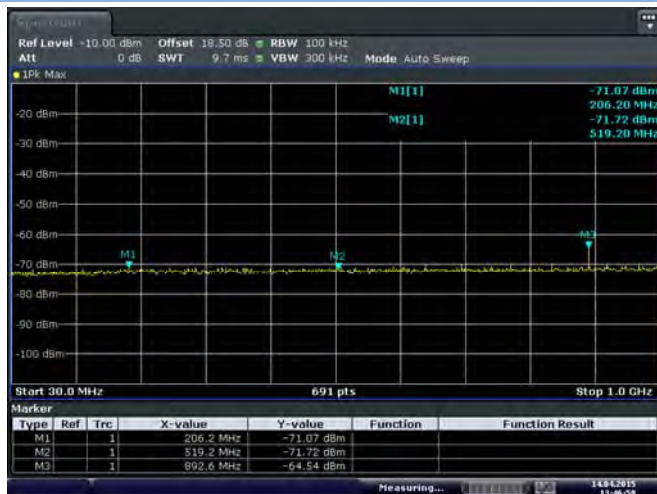 Spectrum
Ref Level -10.00 dBm Offset 18.50 dB RBW 100 kHz
Att 0 dB SWT 9.7 ms VBW 300 kHz Mode Auto Sweep
1Pk Max
M1[1] -71.07 dBm
206.20 MHz
-20 dBm
M2[1] -71.72 dBm
519.20 MHz
-30 dBm
-40 dBm
-50 dBm
-60 dBm
M3
M1 M2
-70 dBm
-80 dBm
-90 dBm
-100 dBm
Start 30.0 MHz 691 pts Stop 1.0 GHz
Marker
Type Ref Trc X-value Y-value Function Function Result
M1 1 206.2 MHz -71.07 dBm
M2 1 519.2 MHz -71.72 dBm
M3 1 892.6 MHz -64.54 dBm
Measuring... 14.04.2015
13:46:59